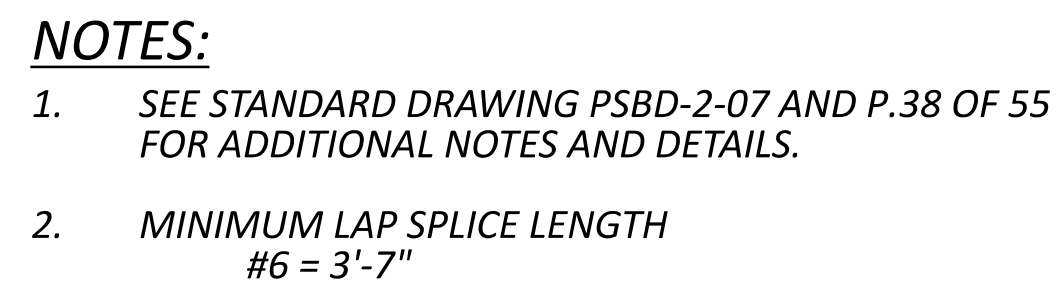 NOTES:
1. SEE STANDARD DRAWING PSBD-2-07 AND P.38 OF 55
FOR ADDITIONAL NOTES AND DETAILS.
2. MINIMUM LAP SPLICE LENGTH
#6 = 3'-7"